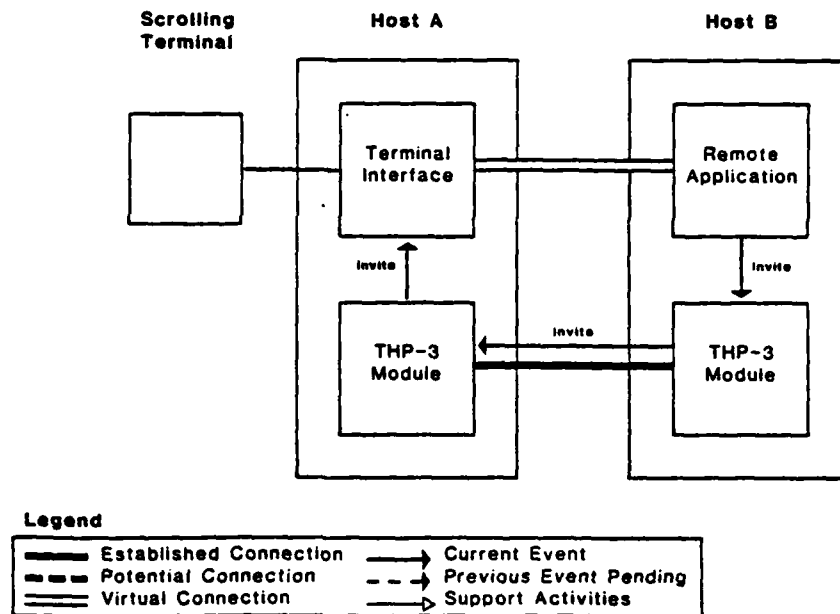 Scrolling
Terminal
Host A
Host B
Terminal
Interface
Remote
Application
Invite
Invite
Invite
THP-3
Module
THP-3
Module
Legend
Established Connection
Current Event
Potential Connection
Previous Event Pending
Virtual Connection
Support Activities